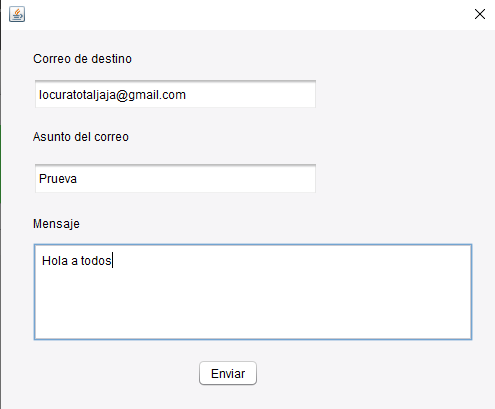 Correo de destino
locuratotaljaja@gmail.com
Asunto del correo
Prueva
Mensaje
Hola a todos
Enviar